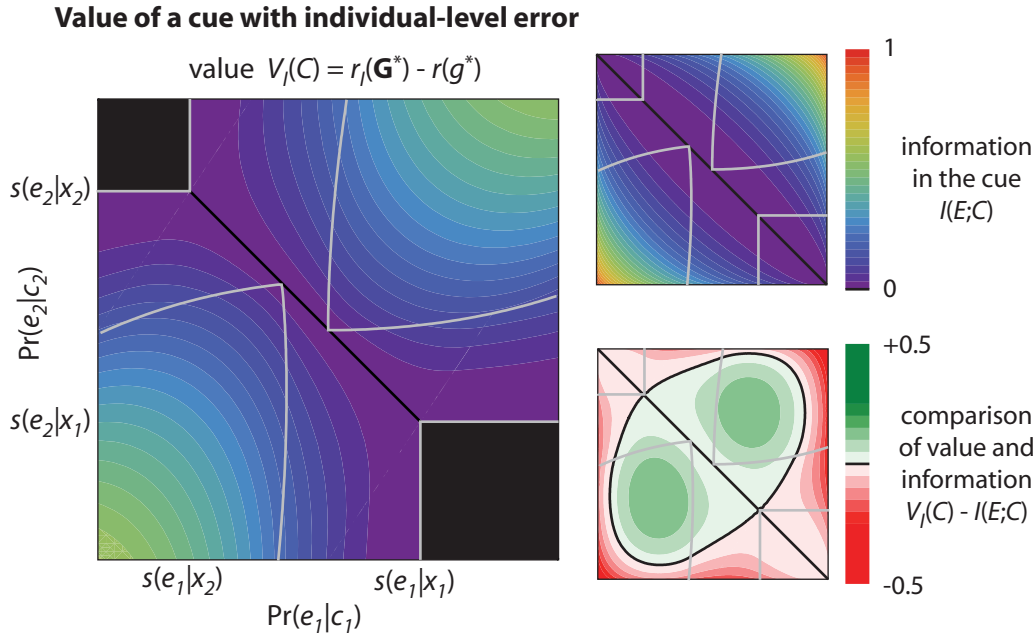 Value of a cue with individual-level error
value V_I(C) = r_I(G*) - r(g*)
s(e_2|x_2)
Pr(e_2|c_2)
s(e_2|x_1)
s(e_1|x_2)
s(e_1|x_1)
Pr(e_1|c_1)
1
information
in the cue
I(E;C)
0
+0.5
comparison
of value and
information
V_I(C) - I(E;C)
-0.5